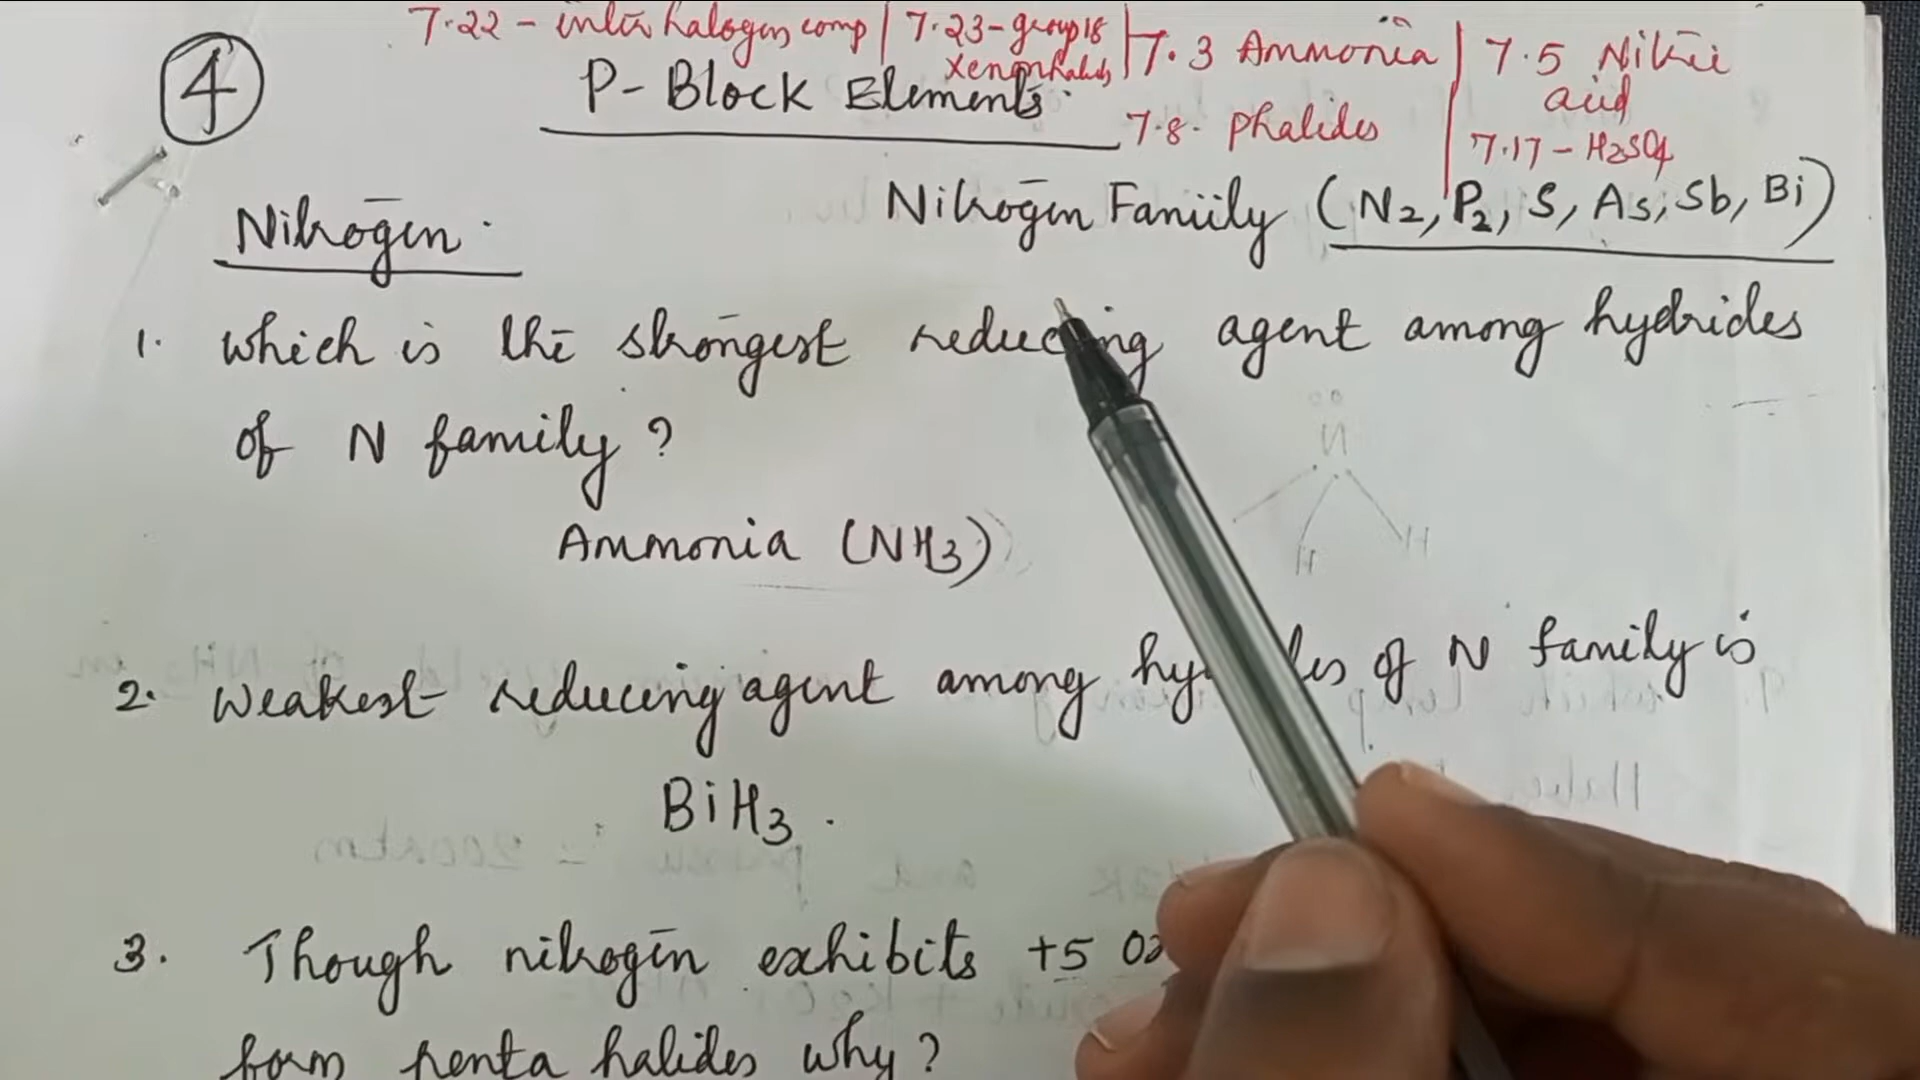 7.22 - inter halogen comp | 7.23 - group 18 | 7.3 Ammonia | 7.5 Nitric
xenon halids acid
4
P - Block Elements
7.8. P halides 7.17 - H2SO4
Nitrogen Nitrogen Family (N2, P2, S, As, Sb, Bi)
1. which is the strongest reducing agent among hydrides
of N family?
Ammonia (NH3)
2. Weakest reducing agent among of N family is
BiH3.
3. Though nitrogen exhibits +5
form penta halides why?